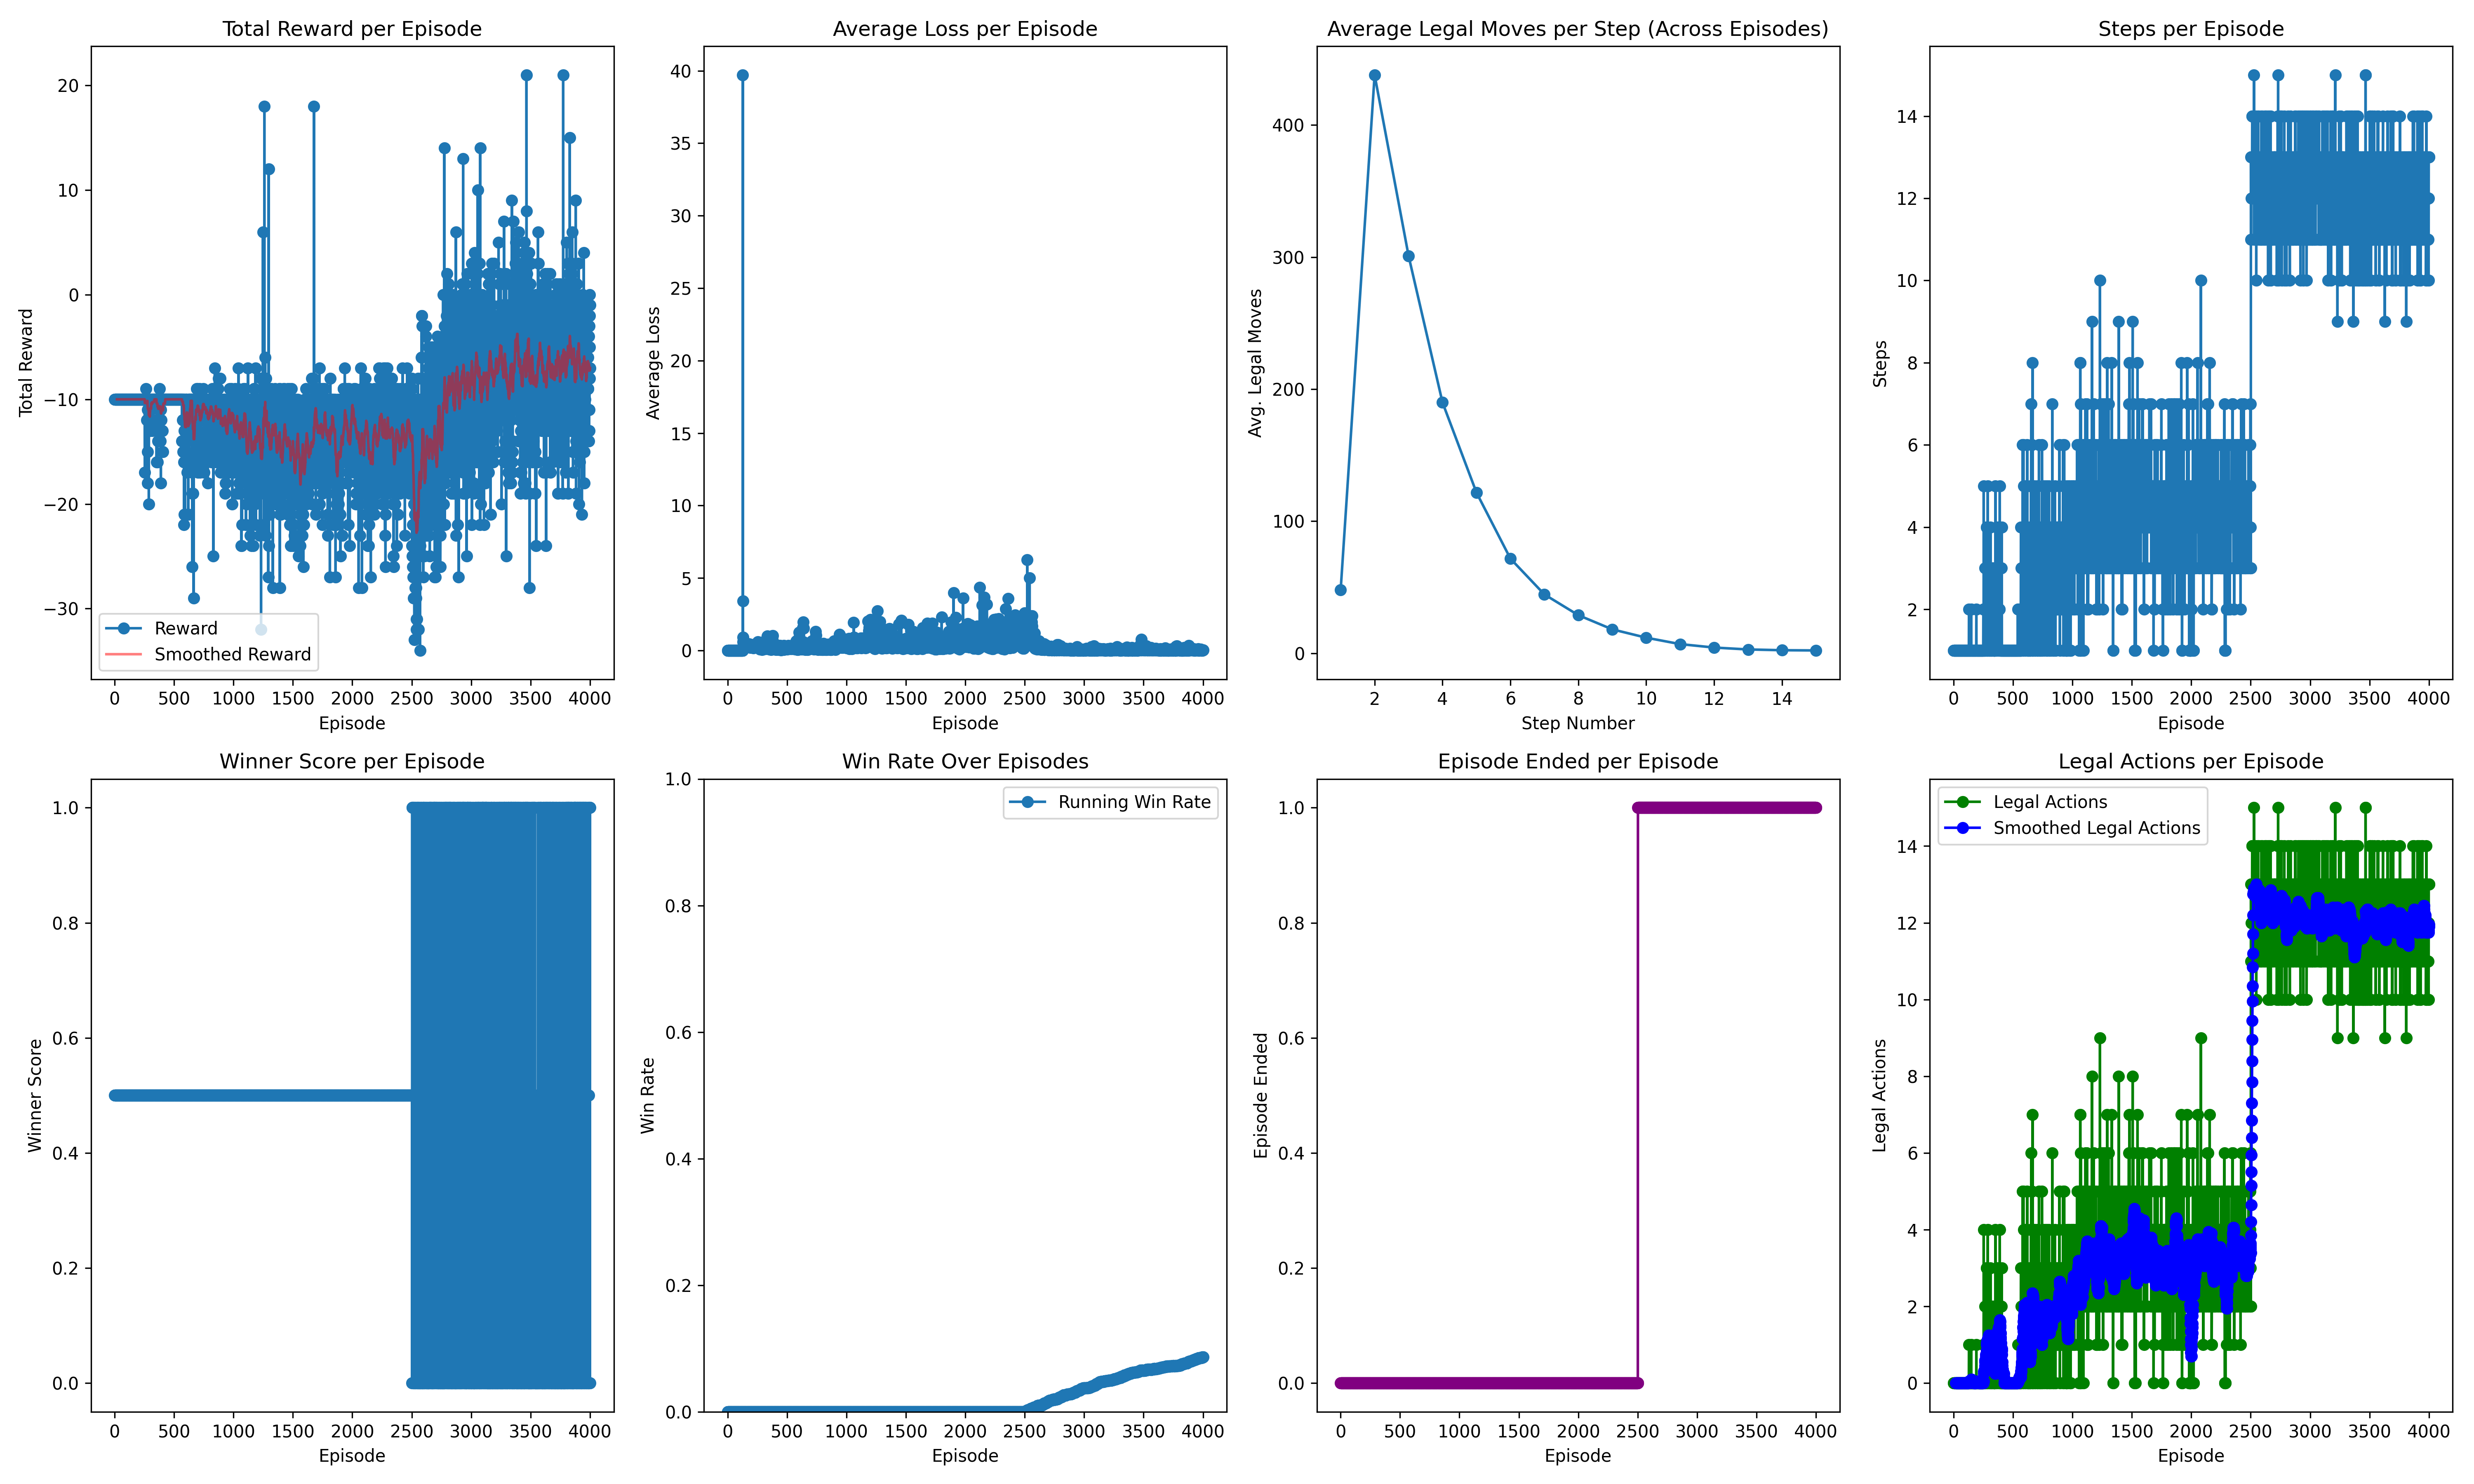 Total Reward per Episode
Total Reward
20
10
0
−10
−20
−30
Reward
Smoothed Reward
0 500 1000 1500 2000 2500 3000 3500 4000
Episode
Average Loss per Episode
Average Loss
40
35
30
25
20
15
10
5
0
0 500 1000 1500 2000 2500 3000 3500 4000
Episode
Average Legal Moves per Step (Across Episodes)
Avg. Legal Moves
400
300
200
100
0
2 4 6 8 10 12 14
Step Number
Steps per Episode
Steps
14
12
10
8
6
4
2
0 500 1000 1500 2000 2500 3000 3500 4000
Episode
Winner Score per Episode
Winner Score
1.0
0.8
0.6
0.4
0.2
0.0
0 500 1000 1500 2000 2500 3000 3500 4000
Episode
Win Rate Over Episodes
Win Rate
1.0
0.8
0.6
0.4
0.2
0.0
Running Win Rate
0 500 1000 1500 2000 2500 3000 3500 4000
Episode
Episode Ended per Episode
Episode Ended
1.0
0.8
0.6
0.4
0.2
0.0
0 500 1000 1500 2000 2500 3000 3500 4000
Episode
Legal Actions per Episode
Legal Actions
14
12
10
8
6
4
2
0
Legal Actions
Smoothed Legal Actions
0 500 1000 1500 2000 2500 3000 3500 4000
Episode